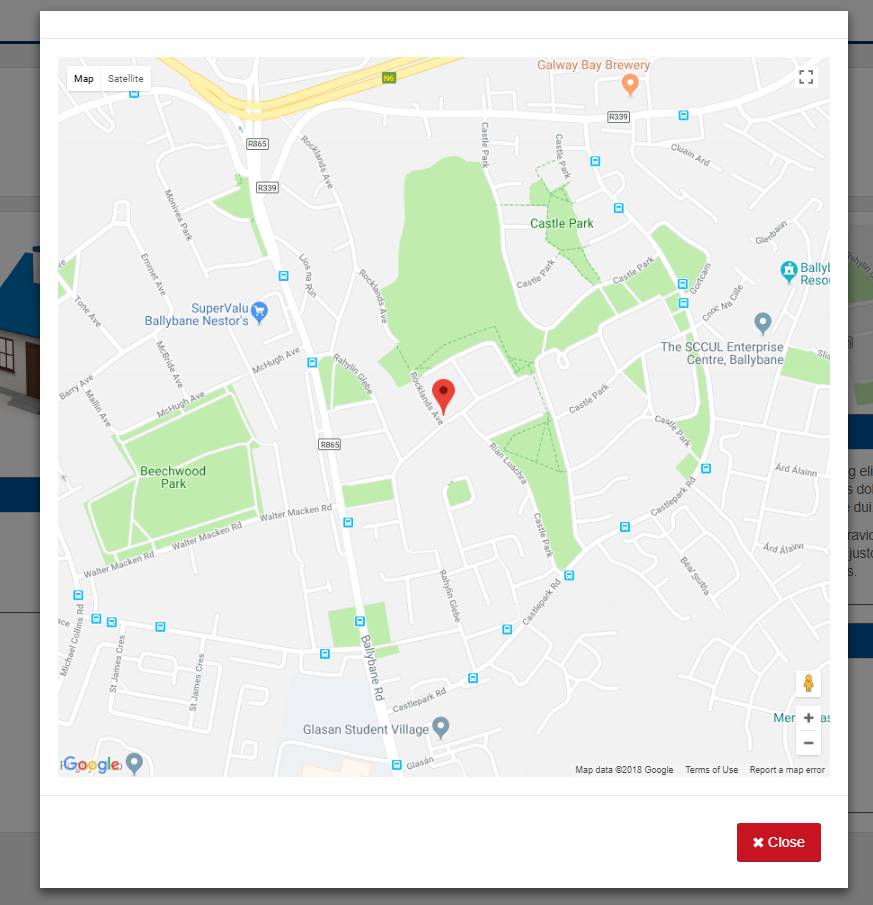 Map
Satellite
N6
Galway Bay Brewery
R339
R865
R339
Castle Park
Castle Park
Cluain Ard
Rocklands Ave
Monivea Park
Castle Park
Glenbaun
Emmet Ave
Lios na Rún
Castle Park
Castle Park
Gortcam
Ballyb
Resou
Rocklands Ave
Tone Ave
SuperValu
Ballybane Nestor's
Cnoc Na Cille
The SCCUL Enterprise
Centre, Ballybane
McBride Ave
McHugh Ave
Rahylin Glebe
Barry Ave
Mallin Ave
McHugh Ave
Rocklands Ave
Castle Park
Castle Park
R865
Rian Luachra
Beechwood
Park
Árd Álainn
Castlepark Rd
Walter Macken Rd
Walter Macken Rd
Walter Macken Rd
Castle Park
Árd Álainn
Béal Srutha
Rahylin Glebe
Castlepark Rd
Michael Collins Rd
St James Cres
St James Cres
Ballybane Rd
Castlepark Rd
Glasan Student Village
Glasán
Google
Map data ©2018 Google
Terms of Use
Report a map error
Close